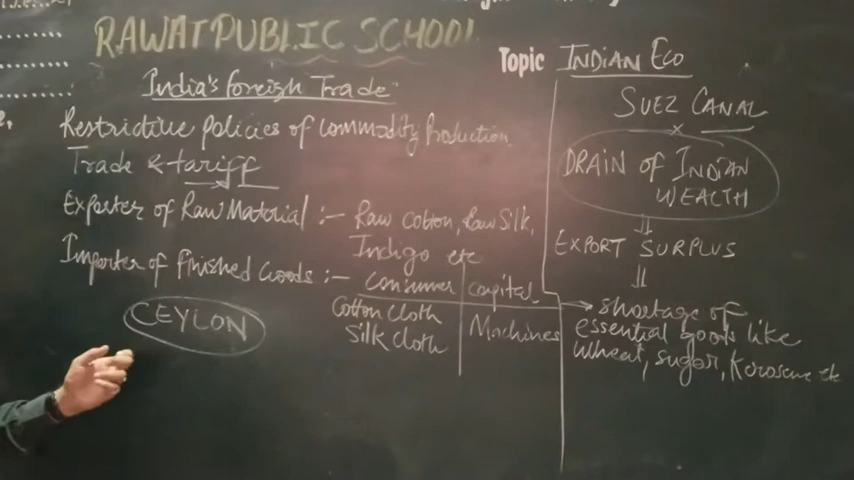 RAWAT PUBLIC SCHOOL
Topic INDIAN ECO
India's Foreign Trade
Restrictive policies of commodity Production
Trade & tariff
Exporter of Raw Material :- Raw Cotton, Raw Silk,
Indigo etc
Importer of finished Goods :- Consumer capital
Cotton Cloth Machines
Silk Cloth
CEYLON
SUEZ CANAL
DRAIN of INDIAN
WEALTH
EXPORT SURPLUS
→ shortage of
essential goods like
Wheat, sugar, Kerosene etc